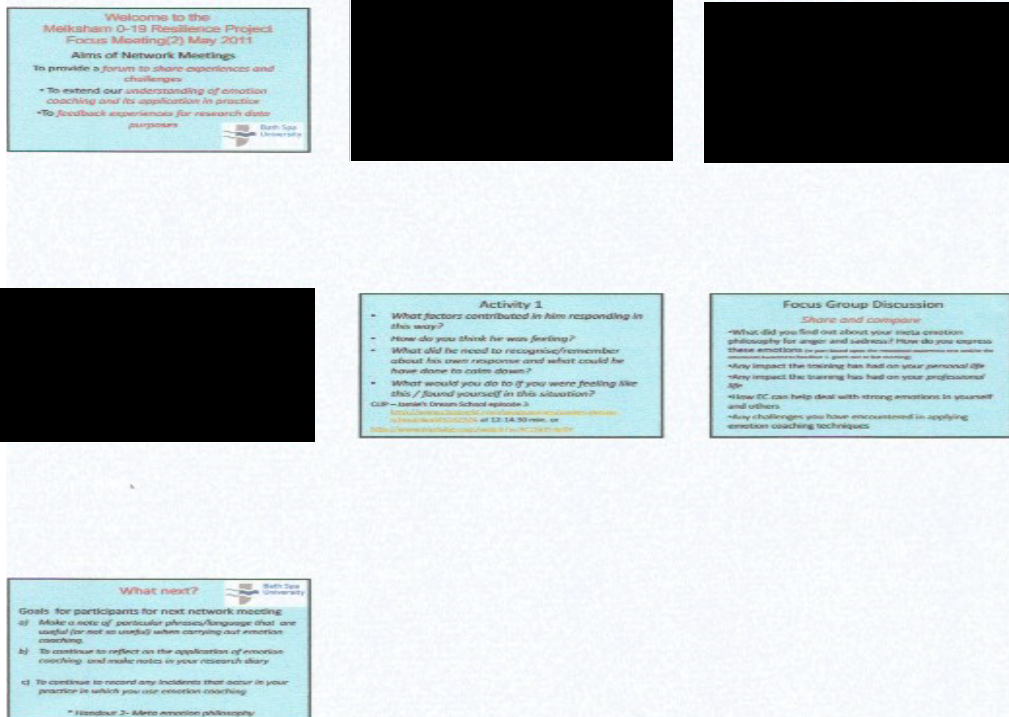 Welcome to the
Melksham 0-19 Resilience Project
Focus Meeting(2) May 2011
Aims of Network Meetings
To provide a forum to share experiences and
challenges
• To extend our understanding of emotion
coaching and its application in practice
•To feedback experiences for research data
purposes
Bath Spa
University
Activity 1
• What factors contributed in him responding in
this way?
• How do you think he was feeling?
• What did he need to recognise/remember
about his own response and what could he
have done to calm down?
• What would you do to if you were feeling like
this / found yourself in this situation?
CLIP – Jamie's Dream School episode 3
at 12-14.30 min. or
Focus Group Discussion
Share and compare
•What did you find out about your meta emotion
philosophy for anger and sadness? How do you express
these emotions
•Any impact the training has had on your personal life
•Any impact the training has had on your professional
life
•How EC can help deal with strong emotions in yourself
and others
•Any challenges you have encountered in applying
emotion coaching techniques
What next?
Bath Spa
University
Goals for participants for next network meeting
a) Make a note of particular phrases/language that are
useful (or not so useful) when carrying out emotion
coaching.
b) To continue to reflect on the application of emotion
coaching and make notes in your research diary
c) To continue to record any incidents that occur in your
practice in which you use emotion coaching
* Handout 2- Meta emotion philosophy